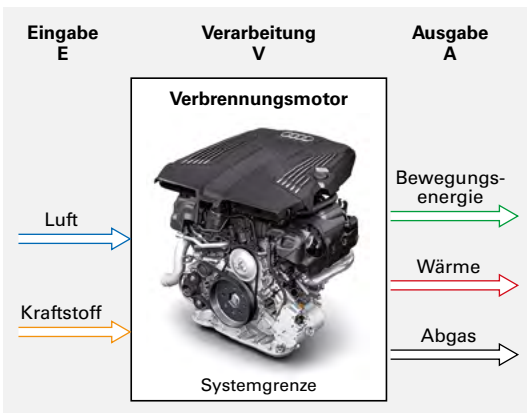 Eingabe
E
Verarbeitung
V
Ausgabe
A
Verbrennungsmotor
Luft
Kraftstoff
Bewegungs-
energie
Wärme
Abgas
Systemgrenze